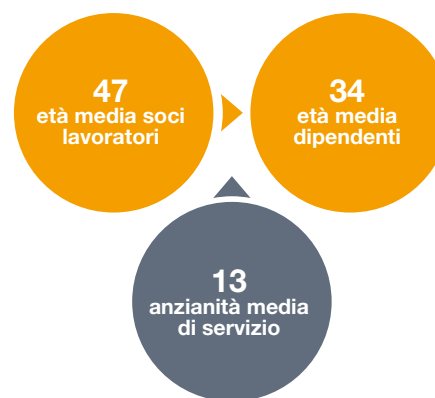 47
età media soci
lavoratori
34
età media
dipendenti
13
anzianità media
di servizio